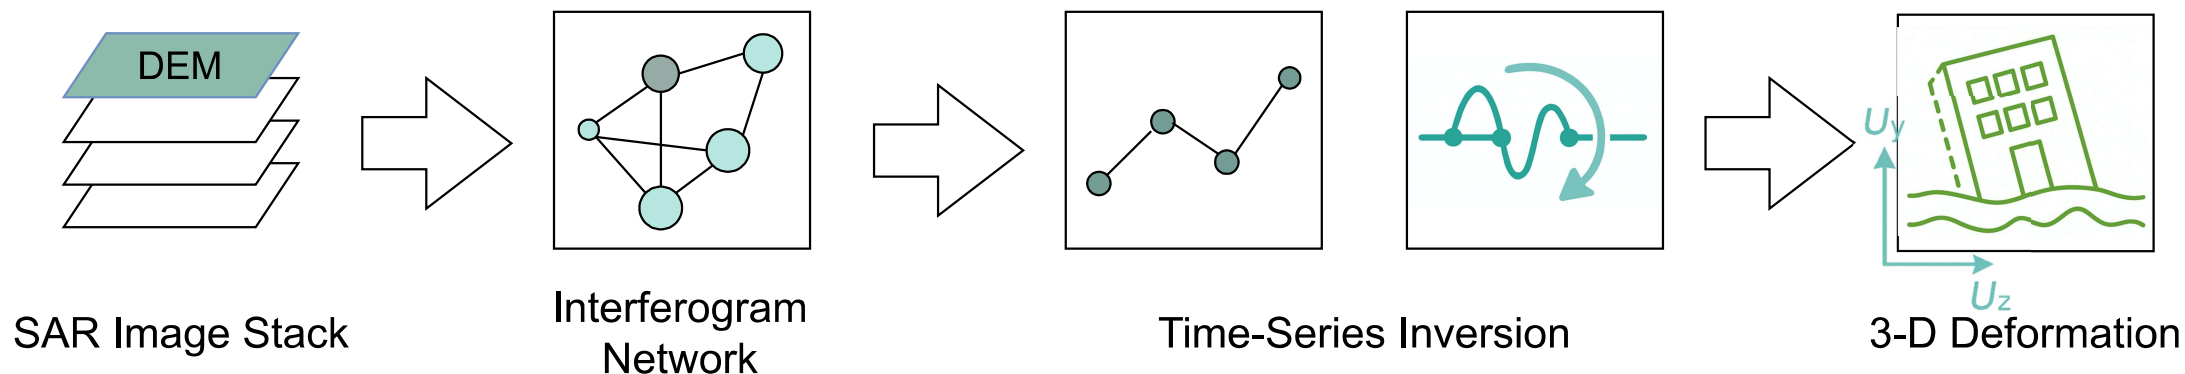 DEM
SAR Image Stack
Interferogram
Network
Time-Series Inversion
Uy
Uz
3-D Deformation